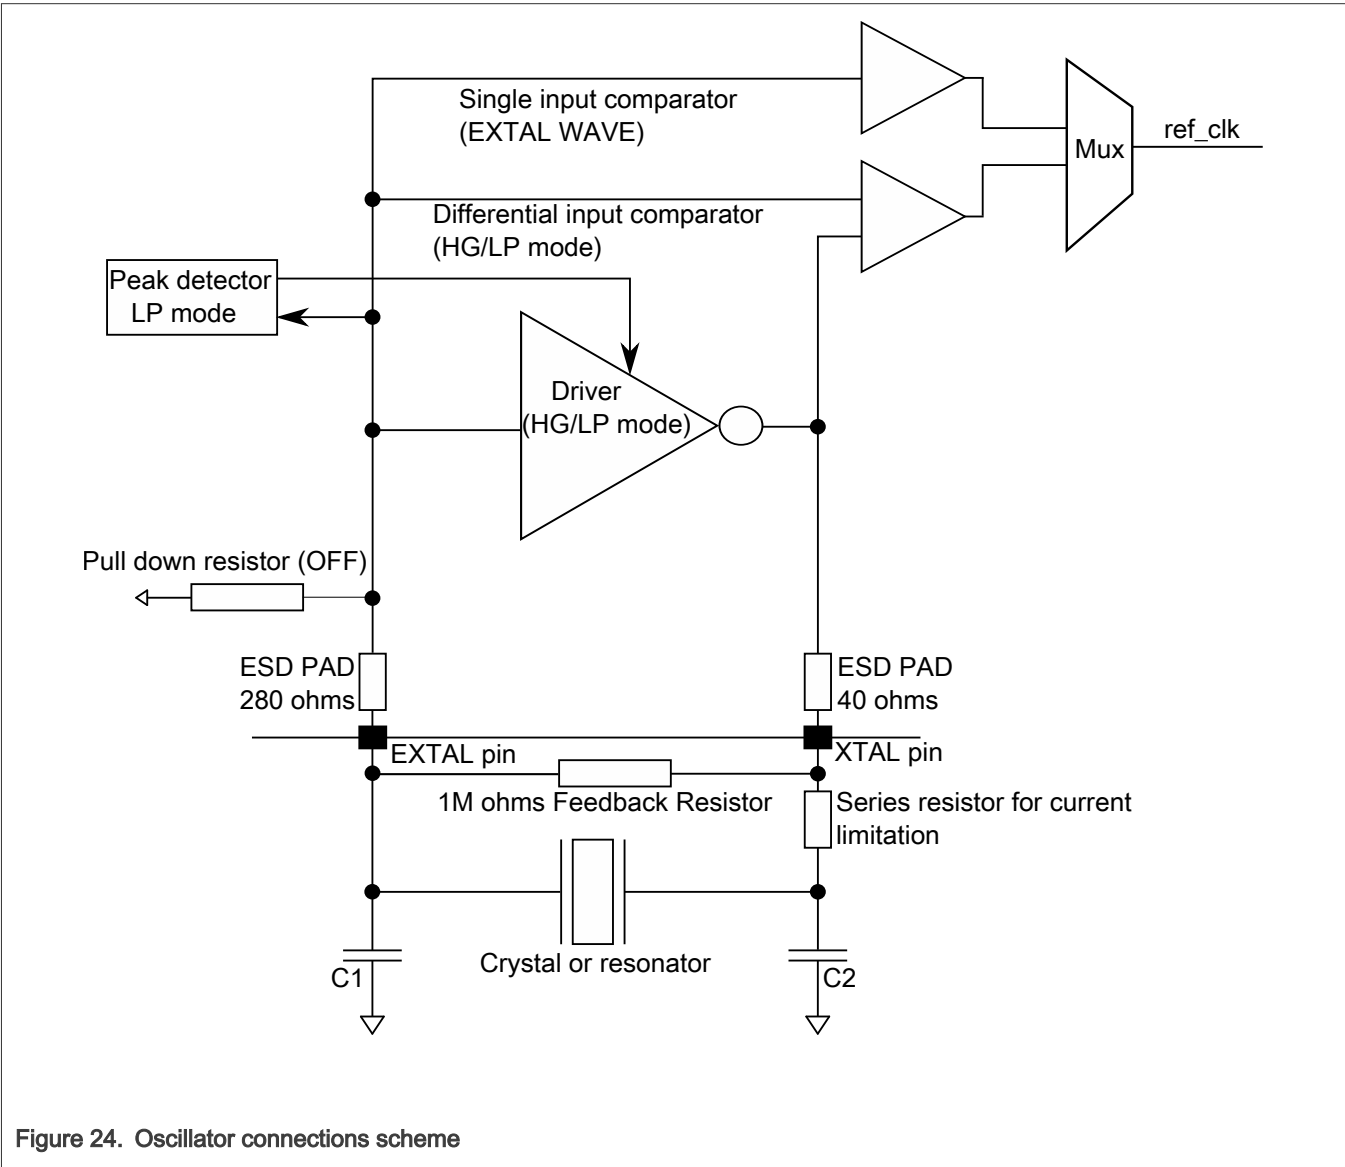 Single input comparator
(EXTAL WAVE)
Mux
ref_clk
Differential input comparator
(HG/LP mode)
Peak detector
LP mode
Driver
(HG/LP mode)
Pull down resistor (OFF)
ESD PAD
280 ohms
ESD PAD
40 ohms
EXTAL pin
XTAL pin
1M ohms Feedback Resistor
Series resistor for current
limitation
Crystal or resonator
C1
C2
Figure 24. Oscillator connections scheme